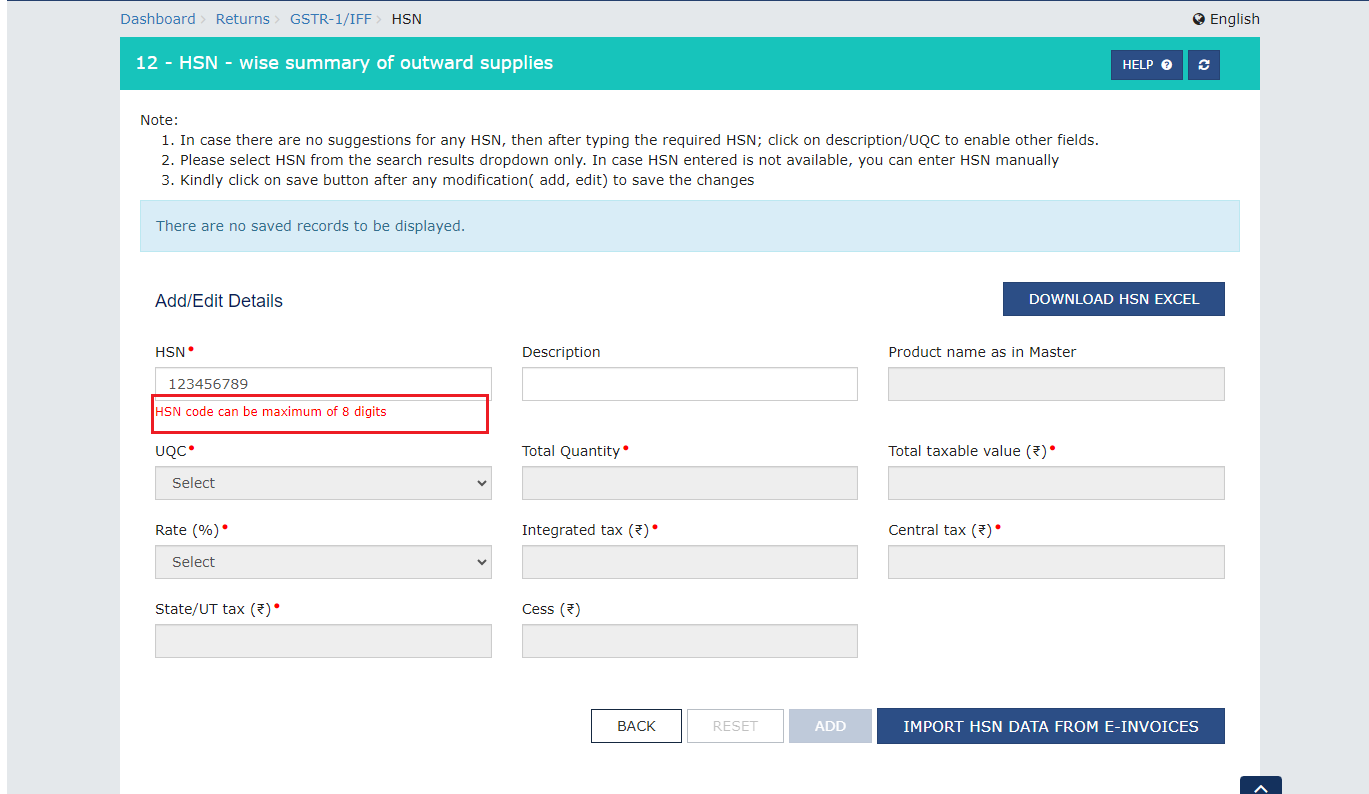 Dashboard › Returns › GSTR-1/IFF › HSN
English
12 - HSN - wise summary of outward supplies
HELP ?
Note:
1. In case there are no suggestions for any HSN, then after typing the required HSN; click on description/UQC to enable other fields.
2. Please select HSN from the search results dropdown only. In case HSN entered is not available, you can enter HSN manually
3. Kindly click on save button after any modification( add, edit) to save the changes
There are no saved records to be displayed.
Add/Edit Details
DOWNLOAD HSN EXCEL
HSN•
Description
Product name as in Master
123456789
HSN code can be maximum of 8 digits
UQC•
Total Quantity•
Total taxable value (₹)•
Select
Rate (%)•
Integrated tax (₹)•
Central tax (₹)•
Select
State/UT tax (₹)•
Cess (₹)
BACK
RESET
ADD
IMPORT HSN DATA FROM E-INVOICES